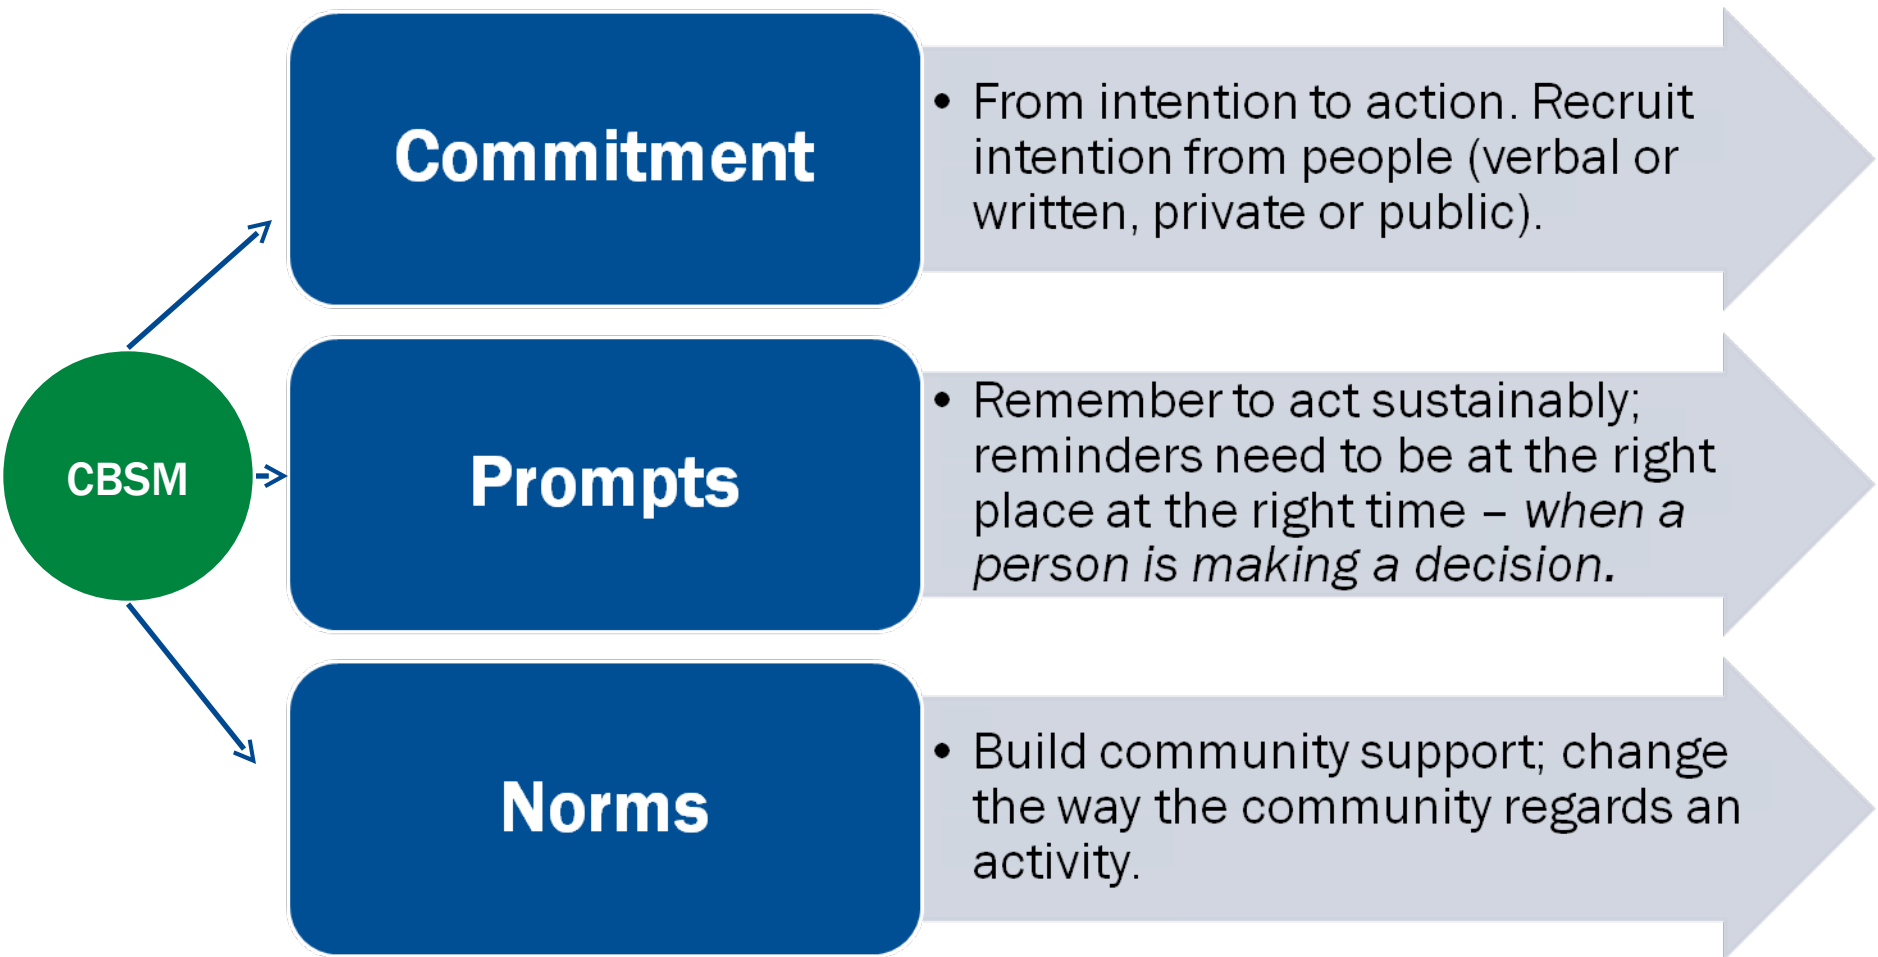 Commitment
• From intention to action. Recruit
intention from people (verbal or
written, private or public).
CBSM
Prompts
• Remember to act sustainably;
reminders need to be at the right
place at the right time – when a
person is making a decision.
Norms
• Build community support; change
the way the community regards an
activity.